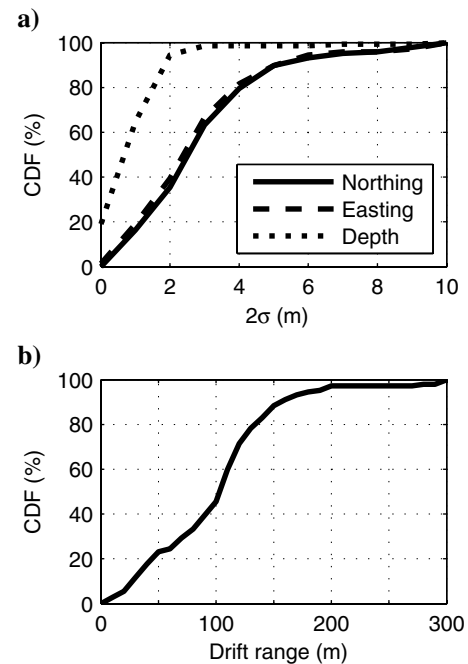 a)
100
80
60
40
20
0
CDF (%)
Northing
Easting
Depth
0 2 4 6 8 10
2σ (m)
b)
100
80
60
40
20
0
CDF (%)
0 100 200 300
Drift range (m)